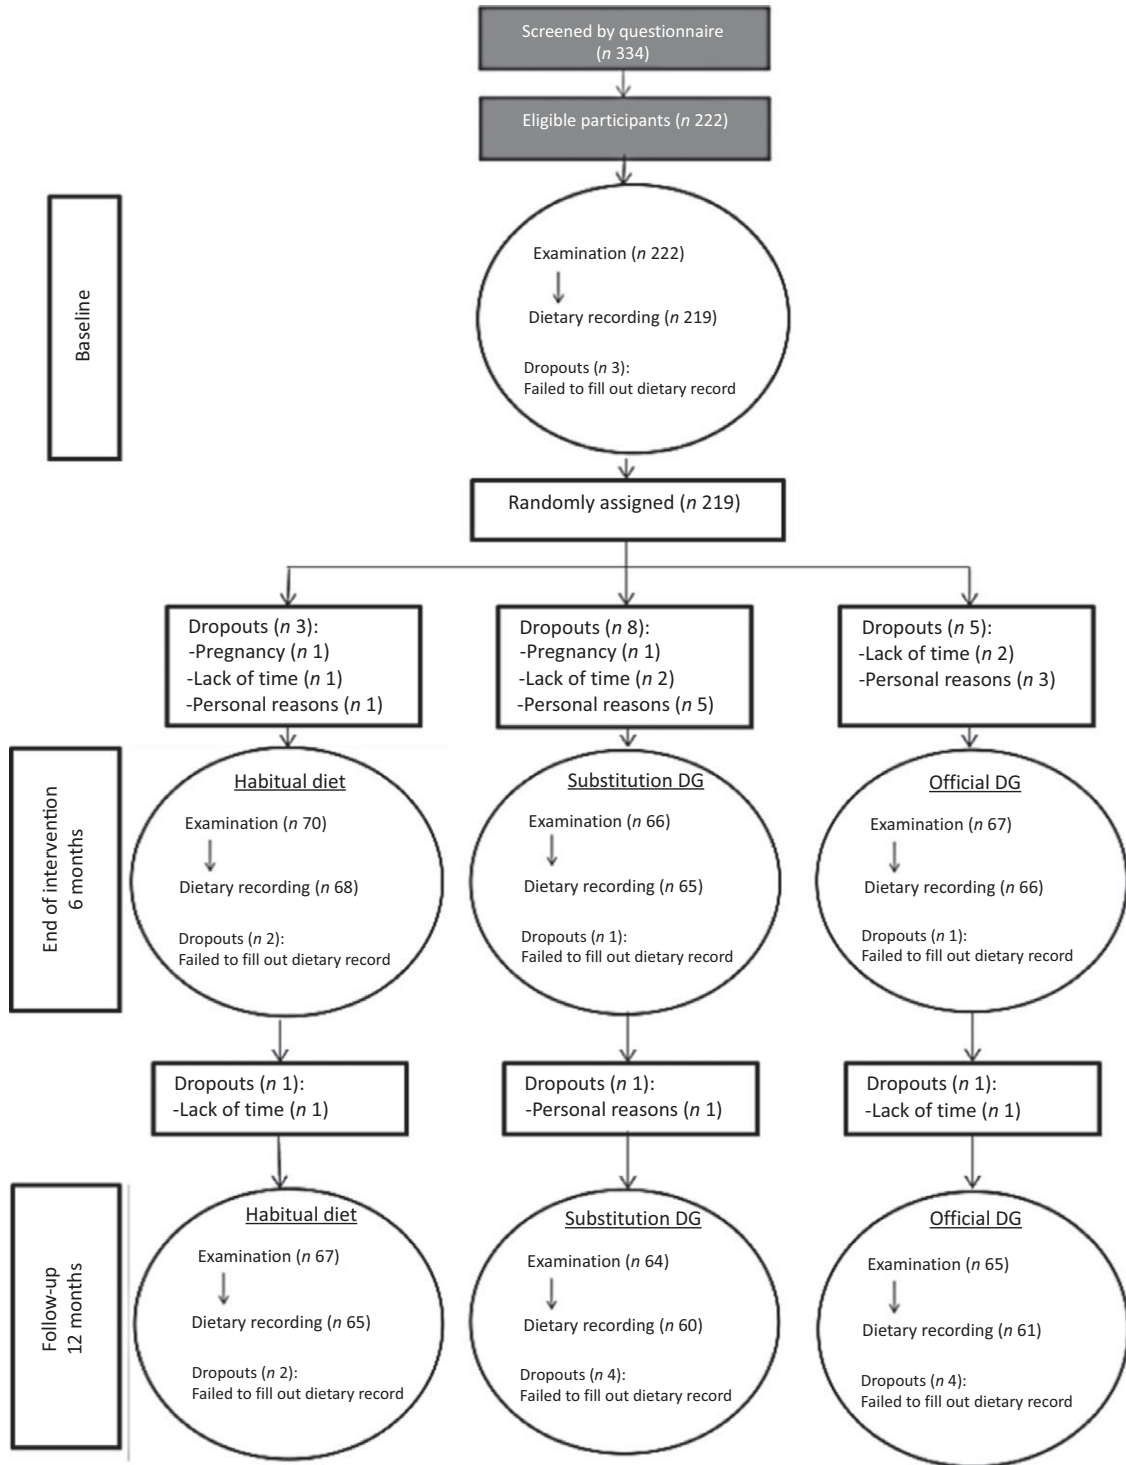 Screened by questionnaire
(n 334)
Eligible participants (n 222)
Baseline
Examination (n 222)
Dietary recording (n 219)
Dropouts (n 3):
Failed to fill out dietary record
Randomly assigned (n 219)
Dropouts (n 3):
-Pregnancy (n 1)
-Lack of time (n 1)
-Personal reasons (n 1)
Dropouts (n 8):
-Pregnancy (n 1)
-Lack of time (n 2)
-Personal reasons (n 5)
Dropouts (n 5):
-Lack of time (n 2)
-Personal reasons (n 3)
End of intervention
6 months
Habitual diet
Examination (n 70)
Dietary recording (n 68)
Dropouts (n 2):
Failed to fill out dietary record
Substitution DG
Examination (n 66)
Dietary recording (n 65)
Dropouts (n 1):
Failed to fill out dietary record
Official DG
Examination (n 67)
Dietary recording (n 66)
Dropouts (n 1):
Failed to fill out dietary record
Dropouts (n 1):
-Lack of time (n 1)
Dropouts (n 1):
-Personal reasons (n 1)
Dropouts (n 1):
-Lack of time (n 1)
Follow-up
12 months
Habitual diet
Examination (n 67)
Dietary recording (n 65)
Dropouts (n 2):
Failed to fill out dietary record
Substitution DG
Examination (n 64)
Dietary recording (n 60)
Dropouts (n 4):
Failed to fill out dietary record
Official DG
Examination (n 65)
Dietary recording (n 61)
Dropouts (n 4):
Failed to fill out dietary record